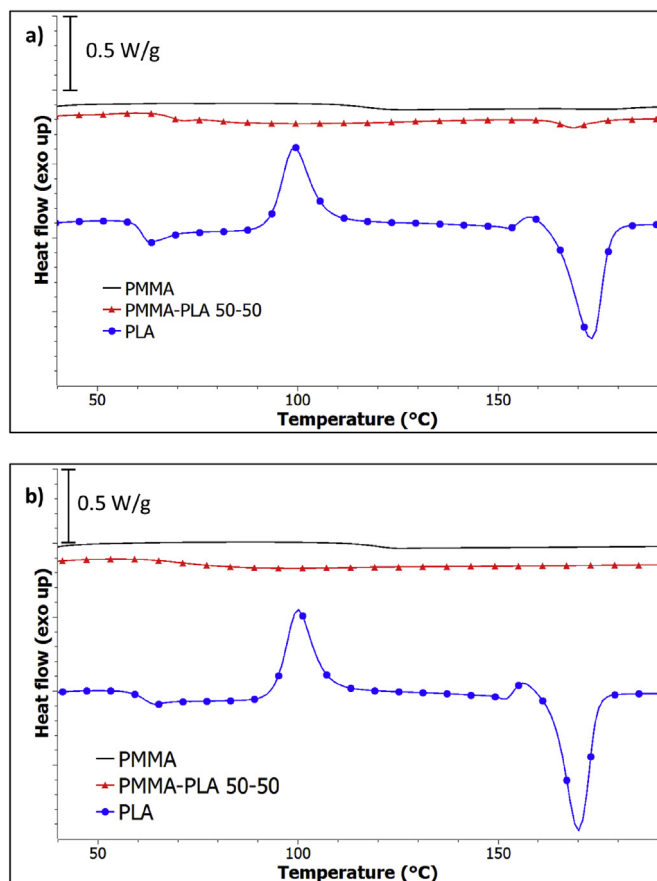 a)
0.5 W/g
Heat flow (exo up)
PMMA
PMMA-PLA 50-50
PLA
50
100
150
Temperature (°C)
b)
0.5 W/g
Heat flow (exo up)
PMMA
PMMA-PLA 50-50
PLA
50
100
150
Temperature (°C)